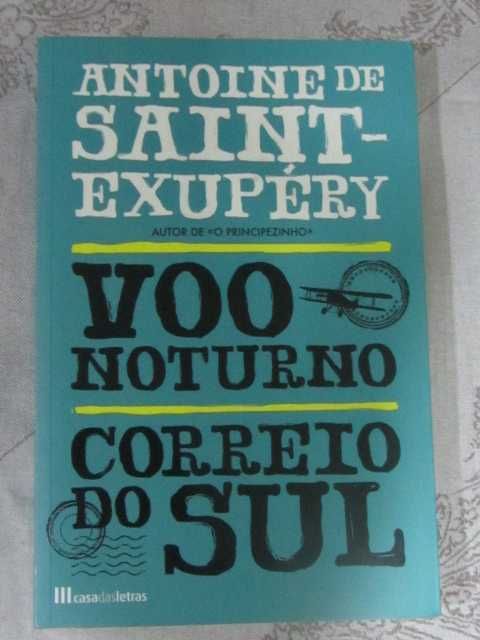 ANTOINE DE
SAINT-
EXUPÉRY
AUTOR DE «O PRINCIPEZINHO»
VOO
NOTURNO
CORREIO
DO SUL
casadasletras